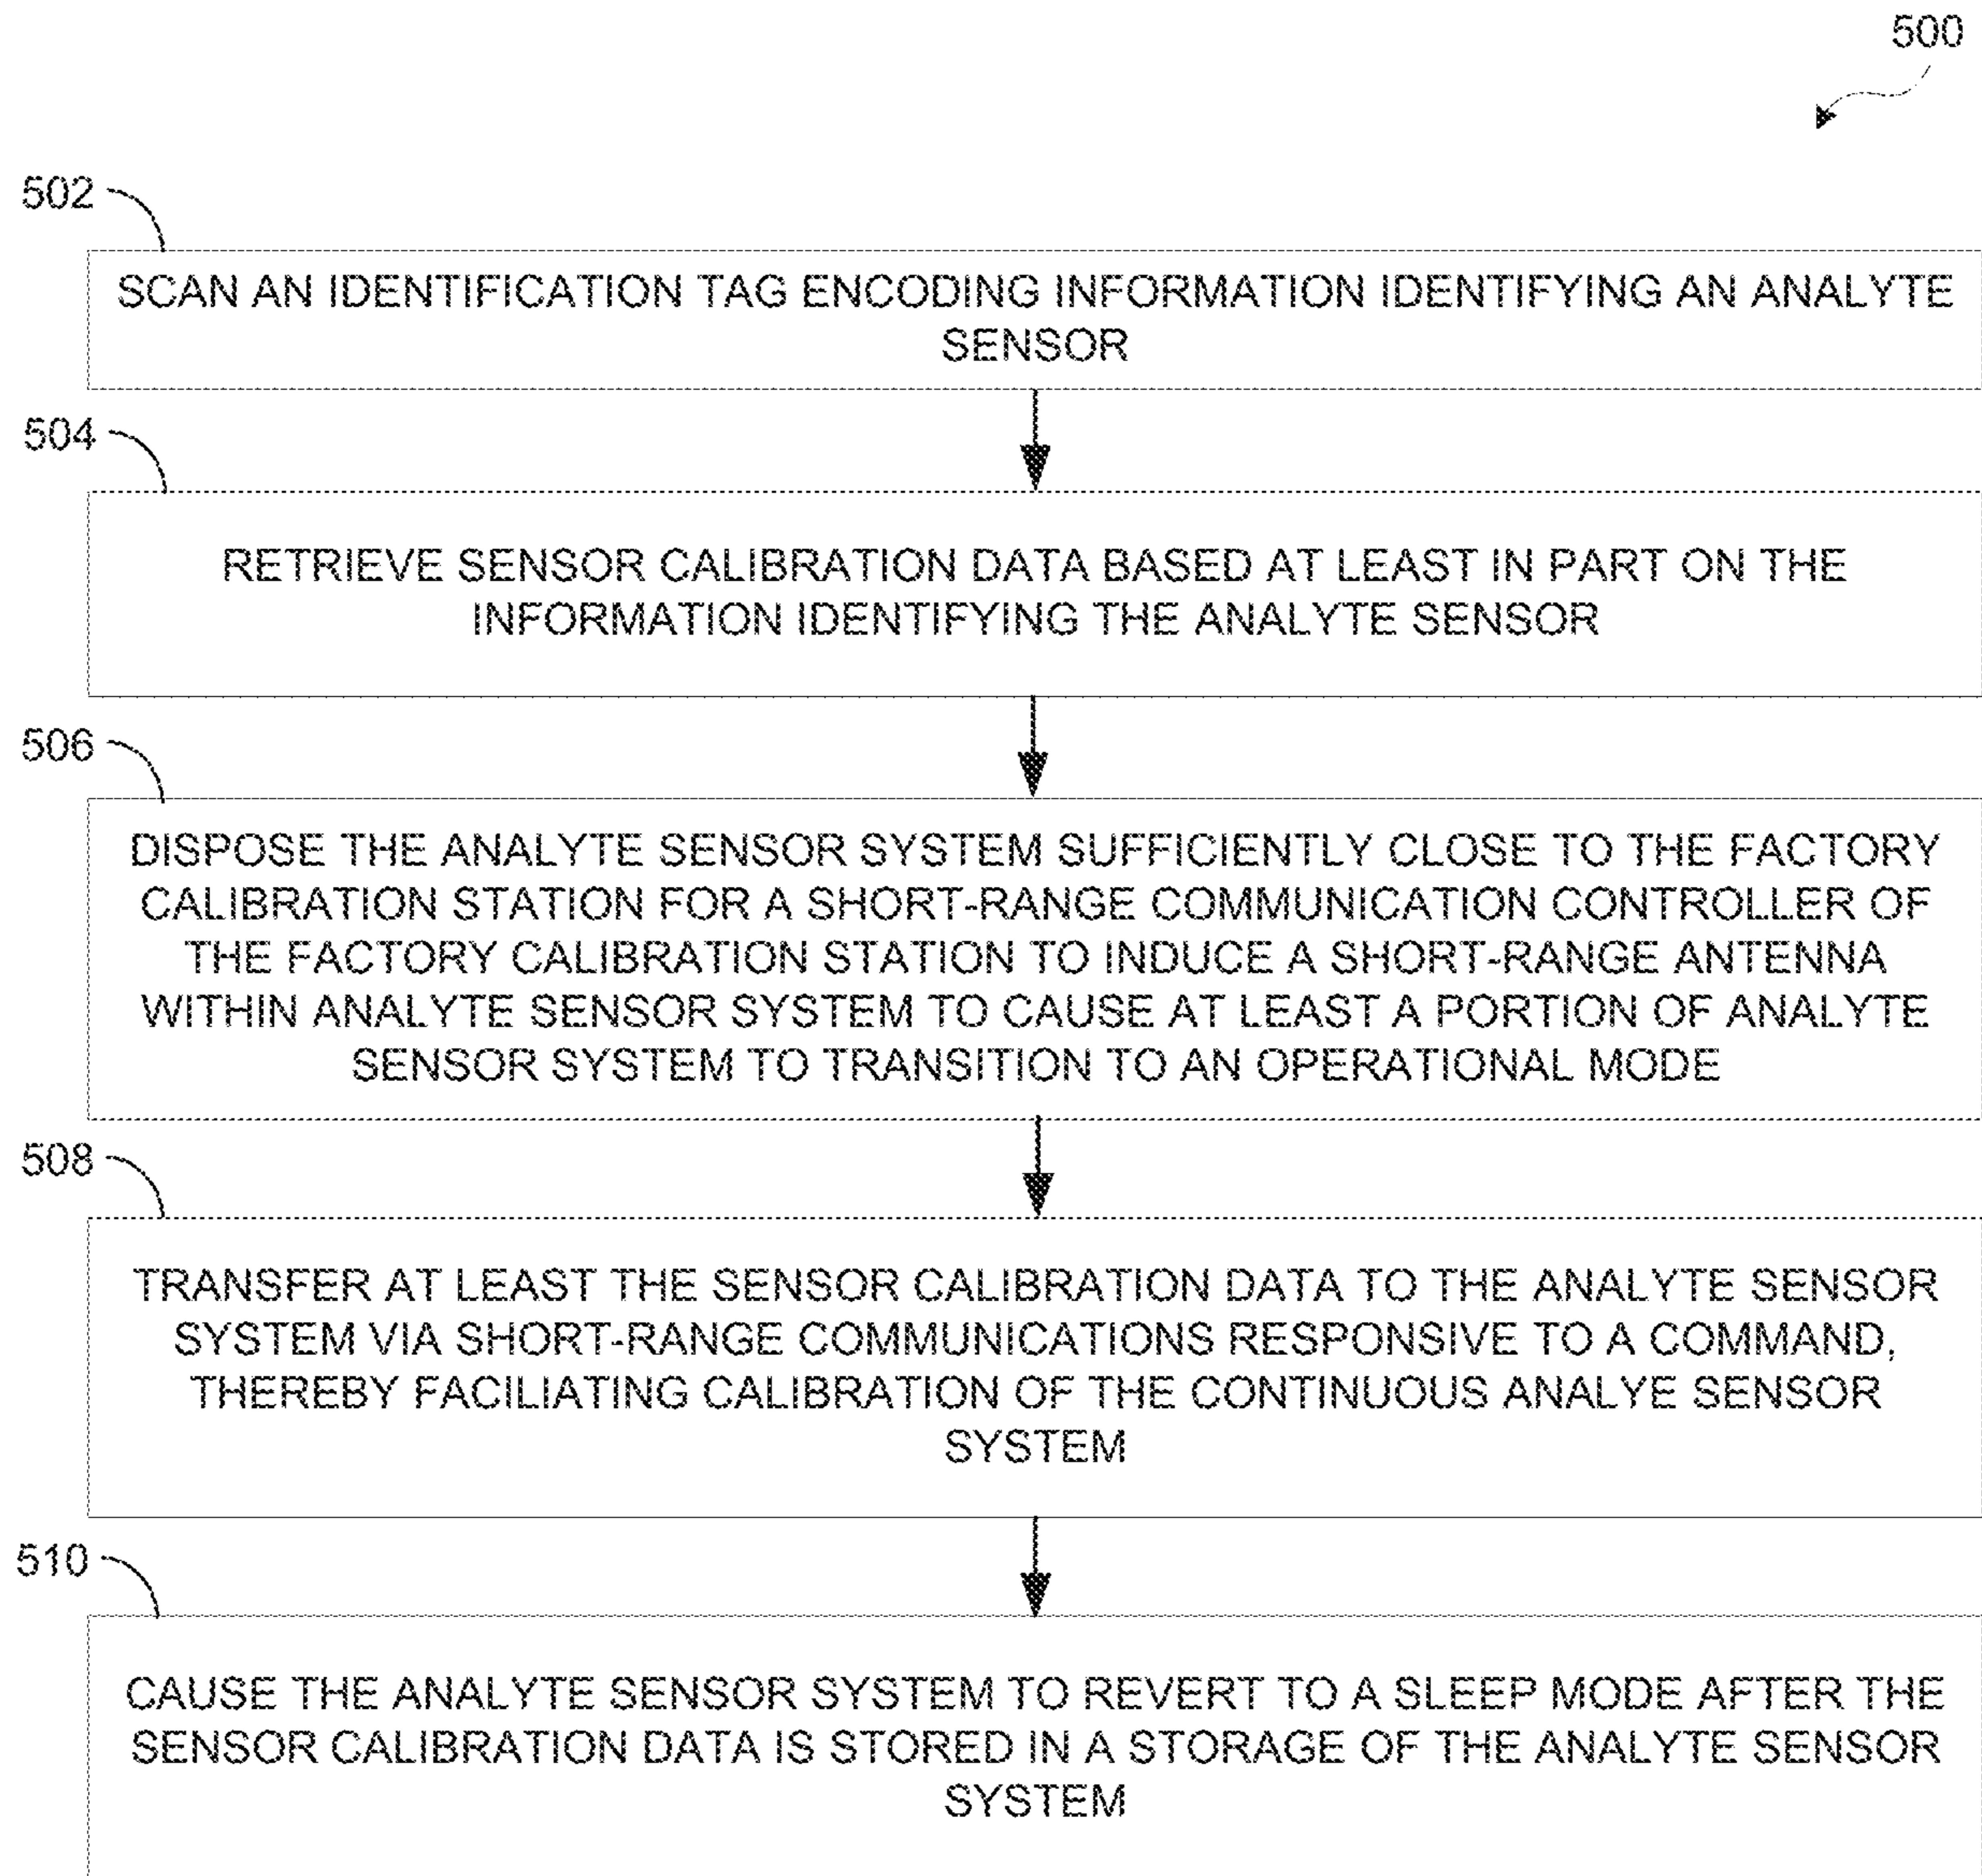 500
502
SCAN AN IDENTIFICATION TAG ENCODING INFORMATION IDENTIFYING AN ANALYTE
SENSOR
504
RETRIEVE SENSOR CALIBRATION DATA BASED AT LEAST IN PART ON THE
INFORMATION IDENTIFYING THE ANALYTE SENSOR
506
DISPOSE THE ANALYTE SENSOR SYSTEM SUFFICIENTLY CLOSE TO THE FACTORY
CALIBRATION STATION FOR A SHORT-RANGE COMMUNICATION CONTROLLER OF
THE FACTORY CALIBRATION STATION TO INDUCE A SHORT-RANGE ANTENNA
WITHIN ANALYTE SENSOR SYSTEM TO CAUSE AT LEAST A PORTION OF ANALYTE
SENSOR SYSTEM TO TRANSITION TO AN OPERATIONAL MODE
508
TRANSFER AT LEAST THE SENSOR CALIBRATION DATA TO THE ANALYTE SENSOR
SYSTEM VIA SHORT-RANGE COMMUNICATIONS RESPONSIVE TO A COMMAND,
THEREBY FACILIATING CALIBRATION OF THE CONTINUOUS ANALYE SENSOR
SYSTEM
510
CAUSE THE ANALYTE SENSOR SYSTEM TO REVERT TO A SLEEP MODE AFTER THE
SENSOR CALIBRATION DATA IS STORED IN A STORAGE OF THE ANALYTE SENSOR
SYSTEM